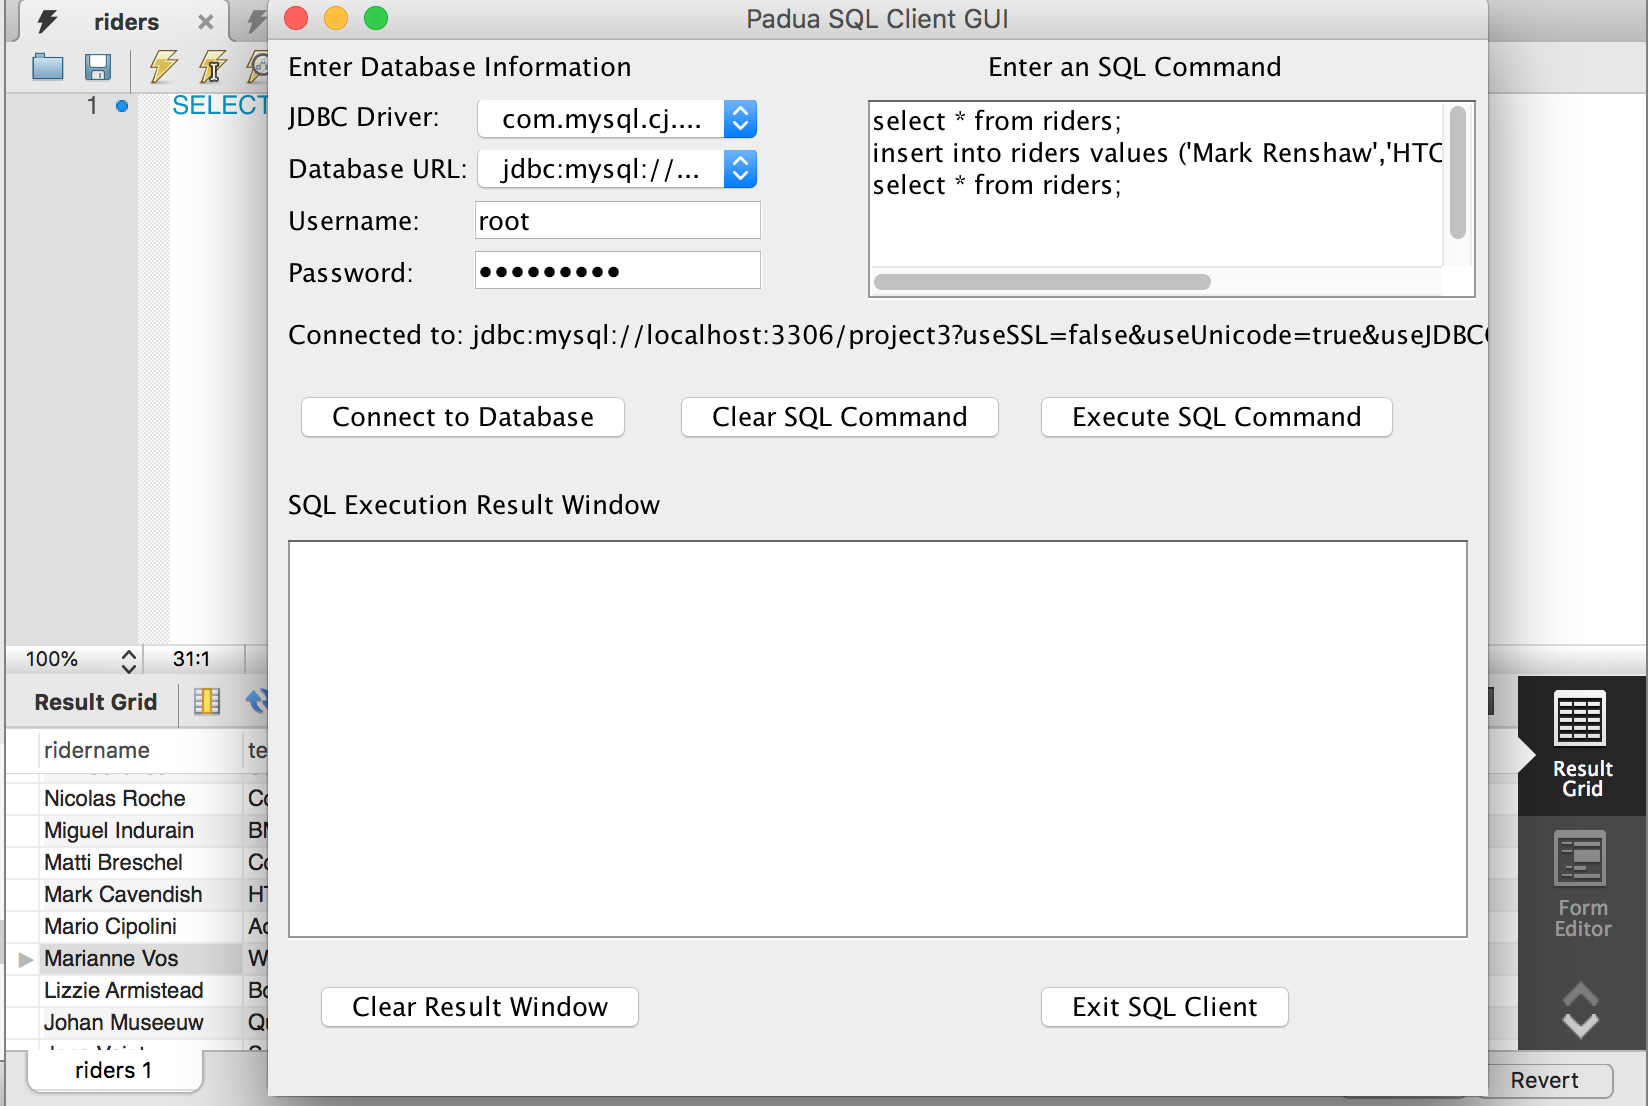 riders
Padua SQL Client GUI
Enter Database Information
Enter an SQL Command
1
SELECT
JDBC Driver:
com.mysql.cj....
Database URL:
jdbc:mysql://...
Username:
root
Password:
select * from riders;
insert into riders values ('Mark Renshaw','HTC
select * from riders;
Connected to: jdbc:mysql://localhost:3306/project3?useSSL=false&useUnicode=true&useJDBC
Connect to Database
Clear SQL Command
Execute SQL Command
SQL Execution Result Window
100%
31:1
Result Grid
ridername
te
Nicolas Roche
Co
Miguel Indurain
BM
Matti Breschel
Co
Mark Cavendish
HT
Mario Cipolini
Ac
Marianne Vos
W
Lizzie Armistead
Bo
Johan Museeuw
Qu
riders 1
Clear Result Window
Exit SQL Client
Result
Grid
Form
Editor
Revert